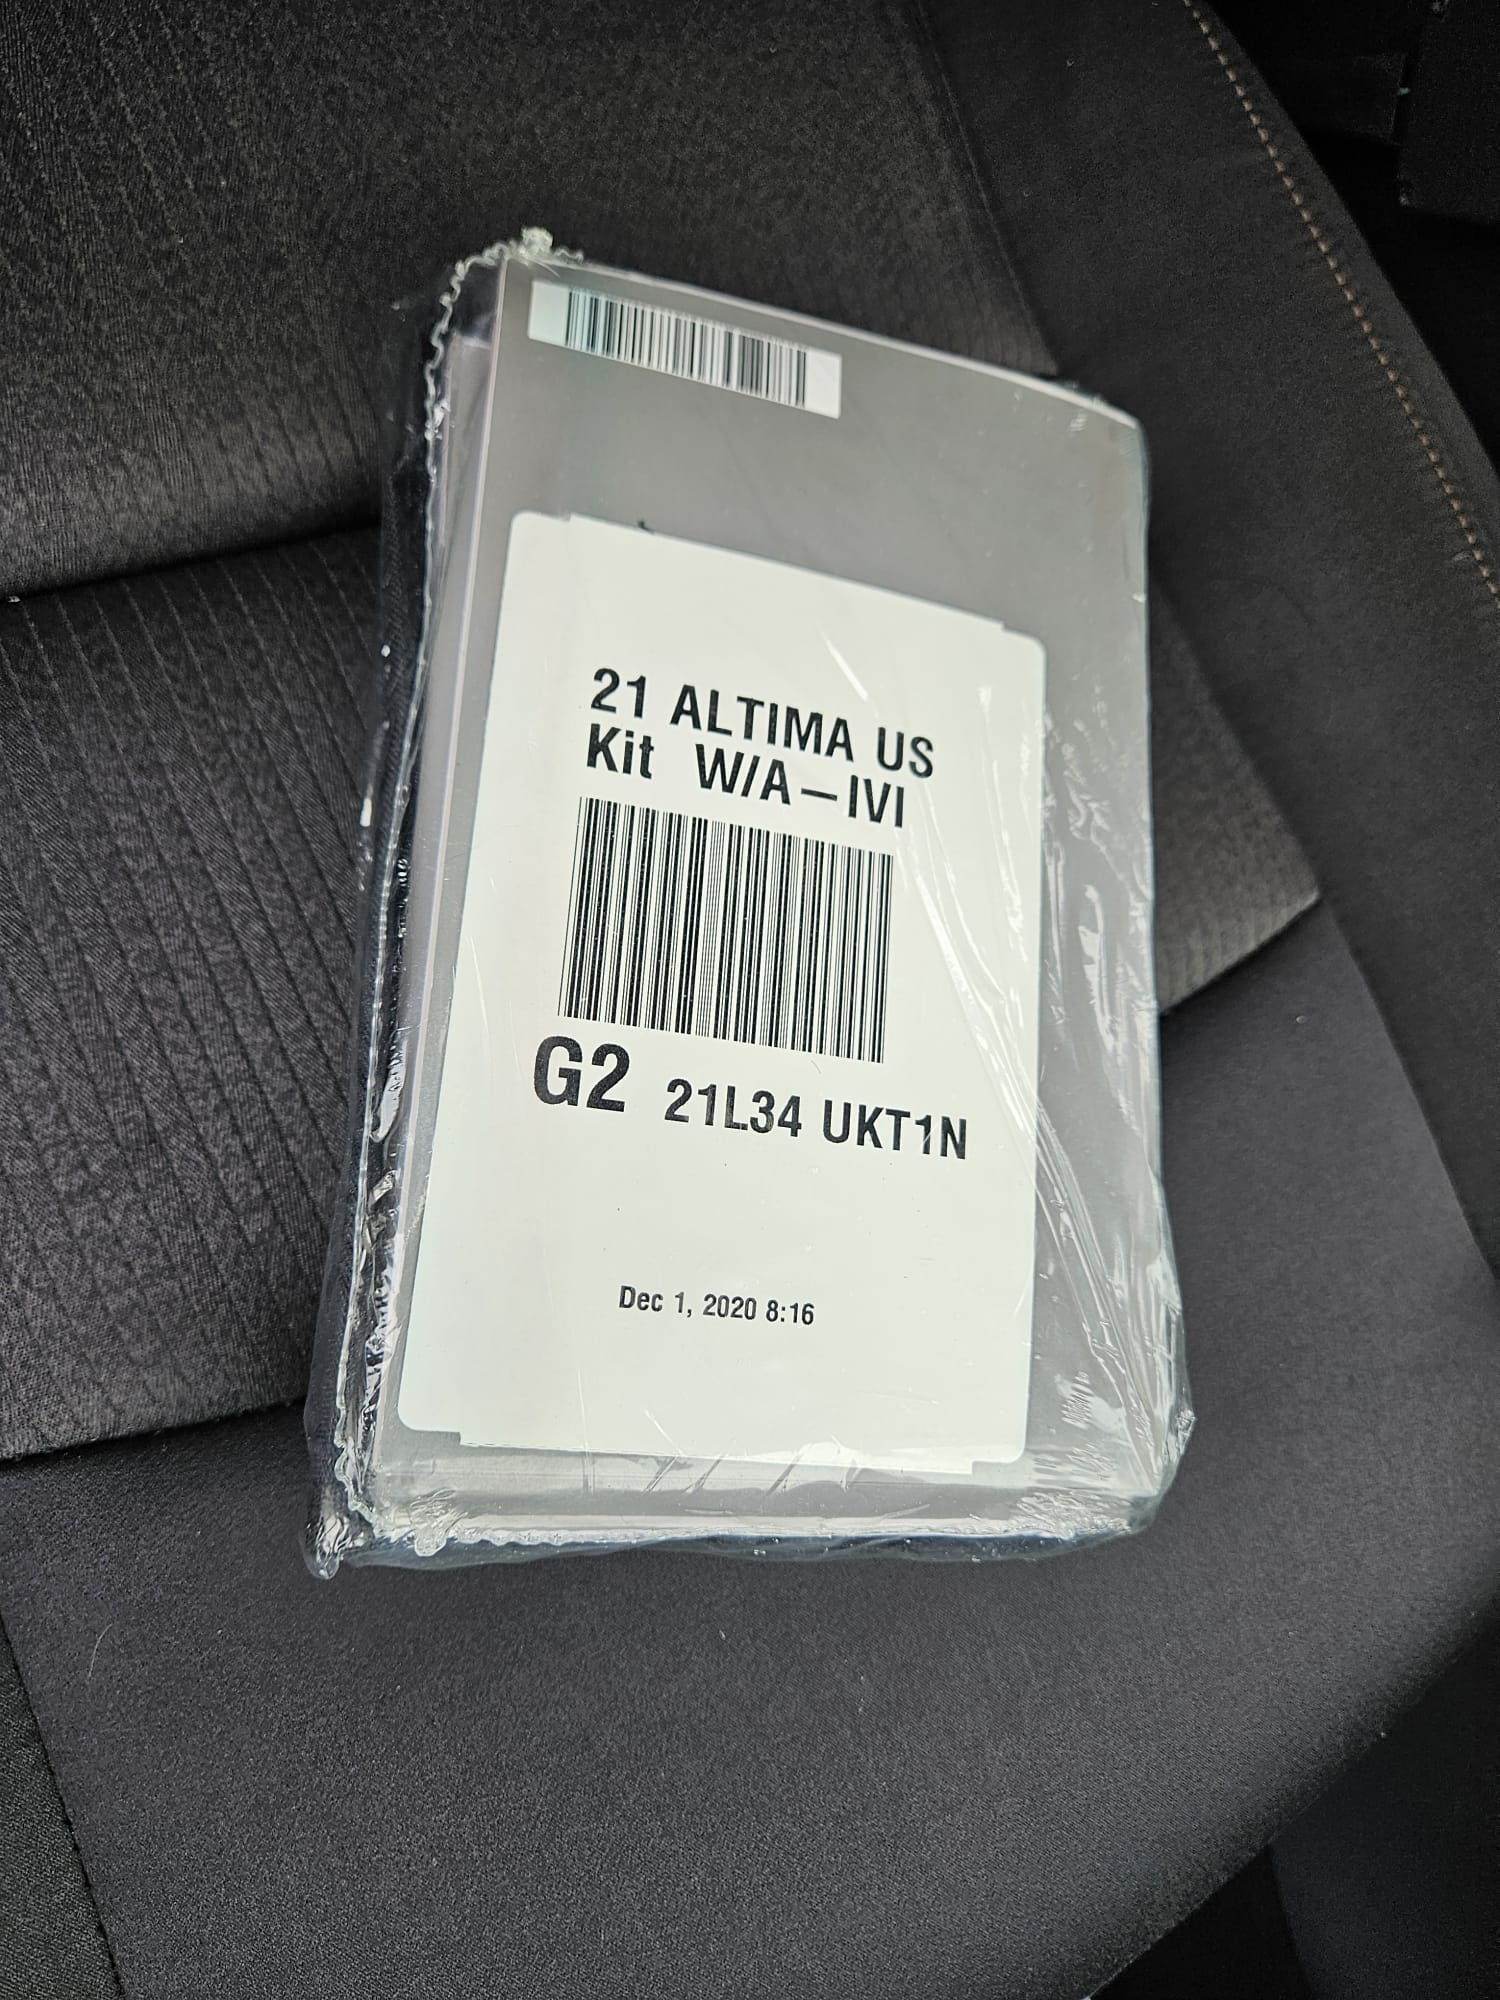 21 ALTIMA US
Kit W/A-IVI
G2 21L34 UKT1N
Dec 1, 2020 8:16